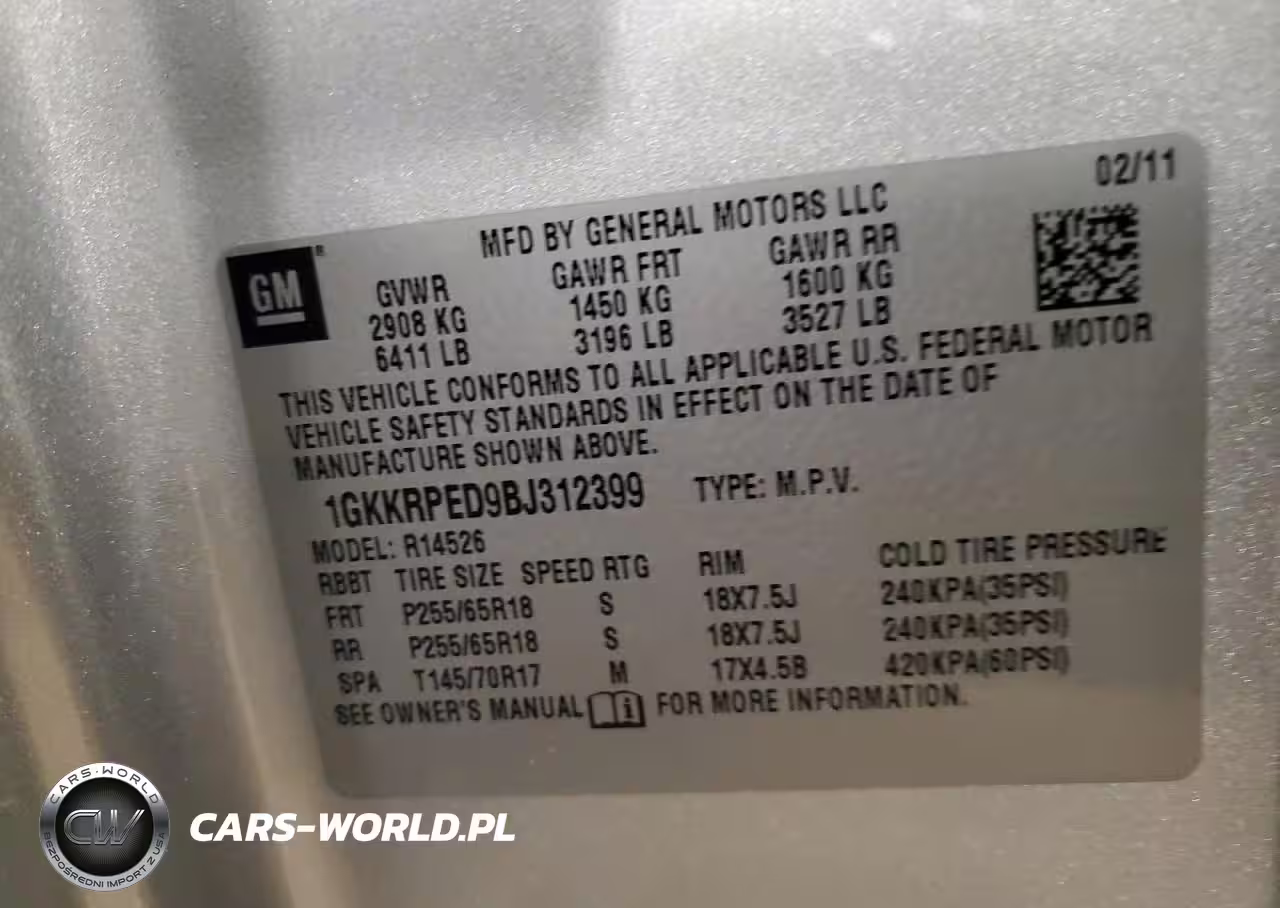 02/11
MFD BY GENERAL MOTORS LLC
GM®
GVWR GAWR FRT GAWR RR
2908 KG 1450 KG 1600 KG
6411 LB 3196 LB 3527 LB
THIS VEHICLE CONFORMS TO ALL APPLICABLE U.S. FEDERAL MOTOR
VEHICLE SAFETY STANDARDS IN EFFECT ON THE DATE OF
MANUFACTURE SHOWN ABOVE.
1GKKRPED9BJ312399 TYPE: M.P.V.
MODEL: R14526
RBBT TIRE SIZE SPEED RTG RIM COLD TIRE PRESSURE
FRT P255/65R18 S 18X7.5J 240KPA(35PSI)
RR P255/65R18 S 18X7.5J 240KPA(35PSI)
SPA T145/70R17 M 17X4.5B 420KPA(60PSI)
SEE OWNER'S MANUAL FOR MORE INFORMATION.
CARS-WORLD
CW
BEZPOŚREDNI IMPORT Z USA
CARS-WORLD.PL